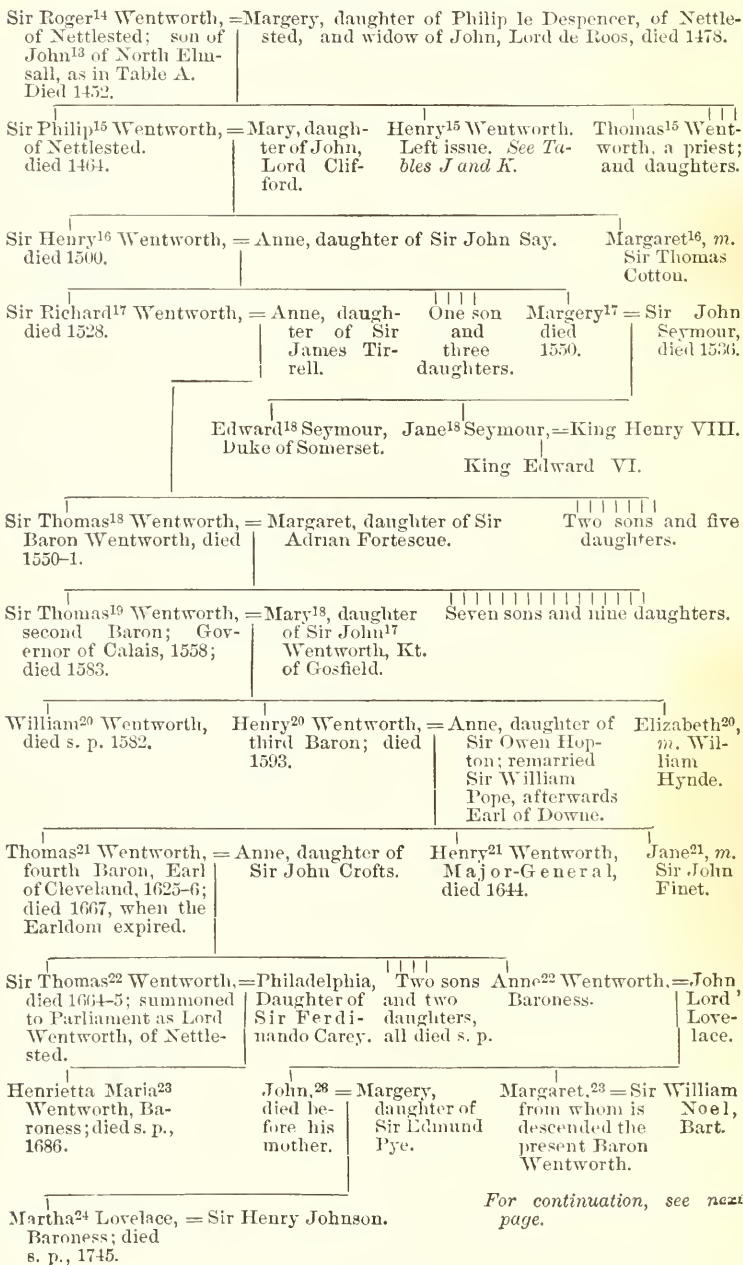 Sir Roger14 Wentworth, =Margery, daughter of Philip le Despencer, of Nettle-
of Nettlested; son of sted, and widow of John, Lord de Roos, died 1478.
John13 of North Elm-
sall, as in Table A.
Died 1452.
Sir Philip15 Wentworth, = Mary, daugh- Henry15 Wentworth. Thomas15 Went-
of Nettlested. ter of John, Left issue. See Ta- worth, a priest;
died 1464. Lord Clif- bles J and K. and daughters.
ford.
Sir Henry16 Wentworth, = Anne, daughter of Sir John Say. Margaret16, m.
died 1500. Sir Thomas
Cotton.
Sir Richard17 Wentworth, = Anne, daugh- One son Margery17 = Sir John
died 1528. ter of Sir and died Seymour,
James Tir- three 1550. died 1536.
rell. daughters.
Edward18 Seymour, Jane18 Seymour,=King Henry VIII.
Duke of Somerset.
King Edward VI.
Sir Thomas18 Wentworth, = Margaret, daughter of Sir Two sons and five
Baron Wentworth, died Adrian Fortescue. daughters.
1550-1.
Sir Thomas19 Wentworth, =Mary18, daughter Seven sons and nine daughters.
second Baron; Gov- of Sir John17
ernor of Calais, 1558; Wentworth, Kt.
died 1583. of Gosfield.
William20 Wentworth, Henry20 Wentworth, = Anne, daughter of Elizabeth20,
died s. p. 1582. third Baron; died Sir Owen Hop- m. Wil-
1593. ton; remarried liam
Sir William Hynde.
Pope, afterwards
Earl of Downe.
Thomas21 Wentworth, = Anne, daughter of Henry21 Wentworth, Jane21, m.
fourth Baron, Earl Sir John Crofts. Major-General, Sir John
of Cleveland, 1625-6; died 1644. Finet.
died 1667, when the
Earldom expired.
Sir Thomas22 Wentworth,=Philadelphia, Two sons Anne22 Wentworth,=John
died 1664-5; summoned Daughter of and two Baroness. Lord
to Parliament as Lord Sir Ferdi- daughters, Love-
Wentworth, of Nettle- nando Carey. all died s. p. lace.
sted.
Henrietta Maria23 John,23 = Margery, Margaret,23 = Sir William
Wentworth, Ba- died be- daughter of from whom is Noel,
roness; died s. p., fore his Sir Edmund descended the Bart.
1686. mother. Pye. present Baron
Wentworth.
For continuation, see next
Martha24 Lovelace, = Sir Henry Johnson. page.
Baroness; died
s. p., 1745.